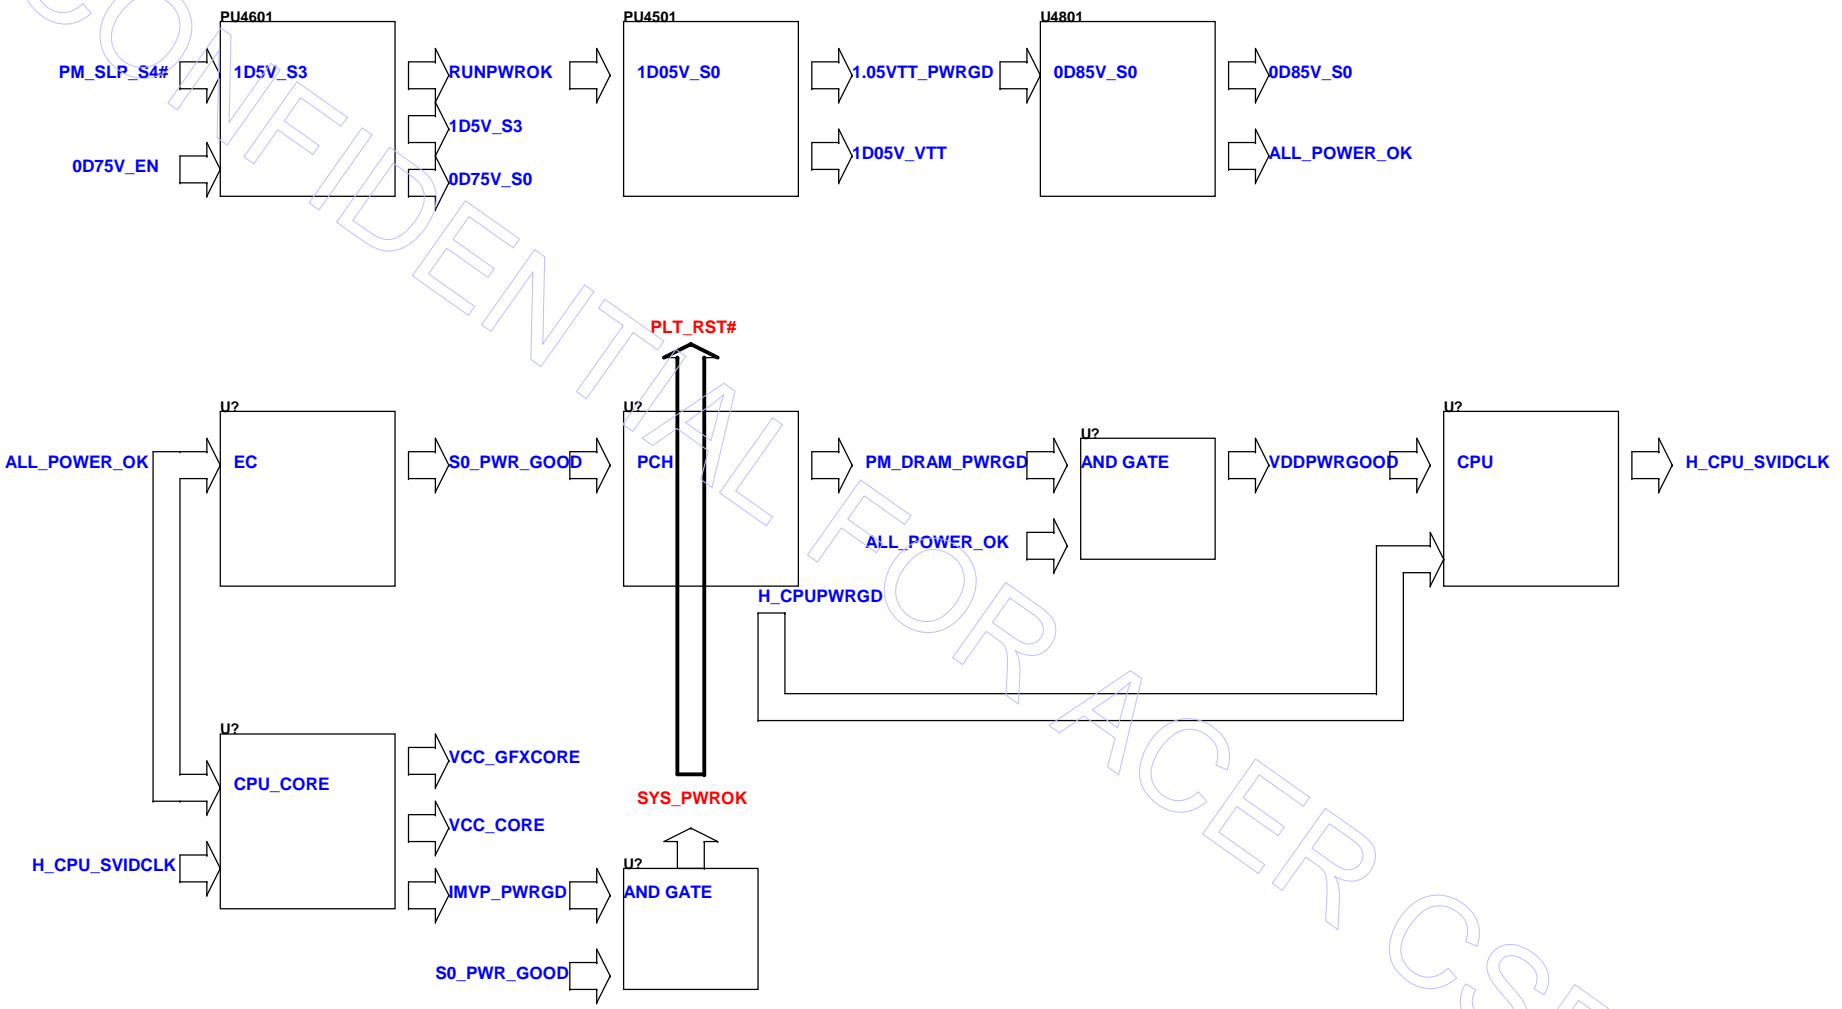 PU4601
PU4501
U4801
PM_SLP_S4#
1D5V_S3
RUNPWROK
1D05V_S0
1.05VTT_PWRGD
0D85V_S0
0D85V_S0
1D5V_S3
0D75V_EN
0D75V_S0
1D05V_VTT
ALL_POWER_OK
PLT_RST#
U?
U?
U?
U?
ALL_POWER_OK
EC
S0_PWR_GOOD
PCH
PM_DRAM_PWRGD
AND GATE
VDDPWRGOOD
CPU
H_CPU_SVIDCLK
ALL_POWER_OK
H_CPUPWRGD
U?
VCC_GFXCORE
CPU_CORE
SYS_PWROK
VCC_CORE
H_CPU_SVIDCLK
U?
IMVP_PWRGD
AND GATE
S0_PWR_GOOD
CONFIDENTIAL FOR ACER